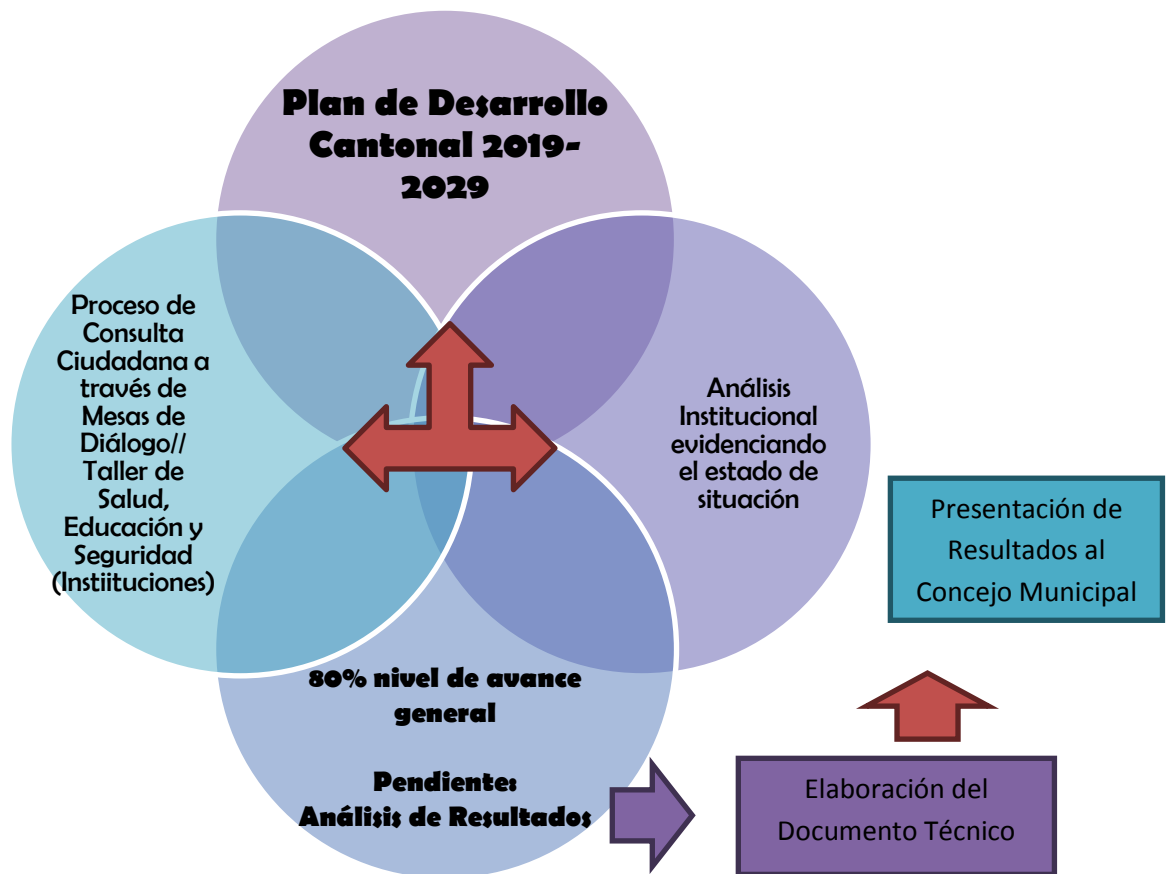 Plan de Desarrollo
Cantonal 2019-
2029
Proceso de
Consulta
Ciudadana a
través de
Mesas de
Diálogo//
Taller de
Salud,
Educación y
Seguridad
(Instiituciones)
Análisis
Institucional
evidenciando
el estado de
situación
80% nivel de avance
general
Pendiente:
Análisis de Resultados
Presentación de
Resultados al
Concejo Municipal
Elaboración del
Documento Técnico